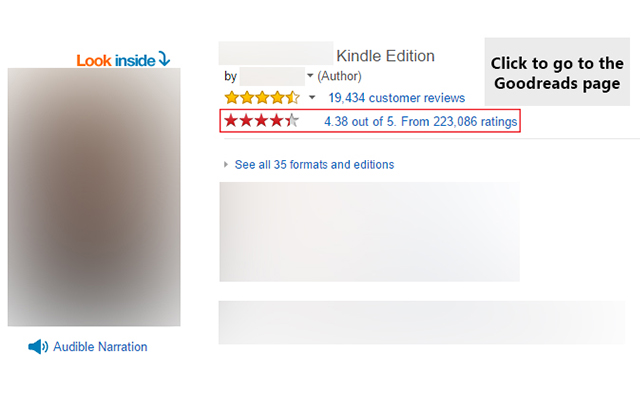 Look inside
Kindle Edition
by (Author)
19,434 customer reviews
4.38 out of 5. From 223,086 ratings
Click to go to the
Goodreads page
See all 35 formats and editions
Audible Narration